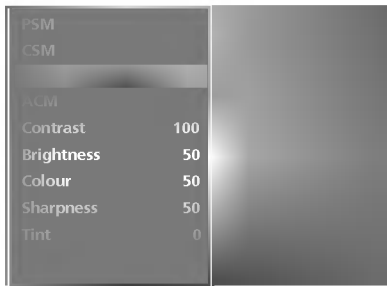 PSM
CSM
ACM
Contrast 100
Brightness 50
Colour 50
Sharpness 50
Tint 0